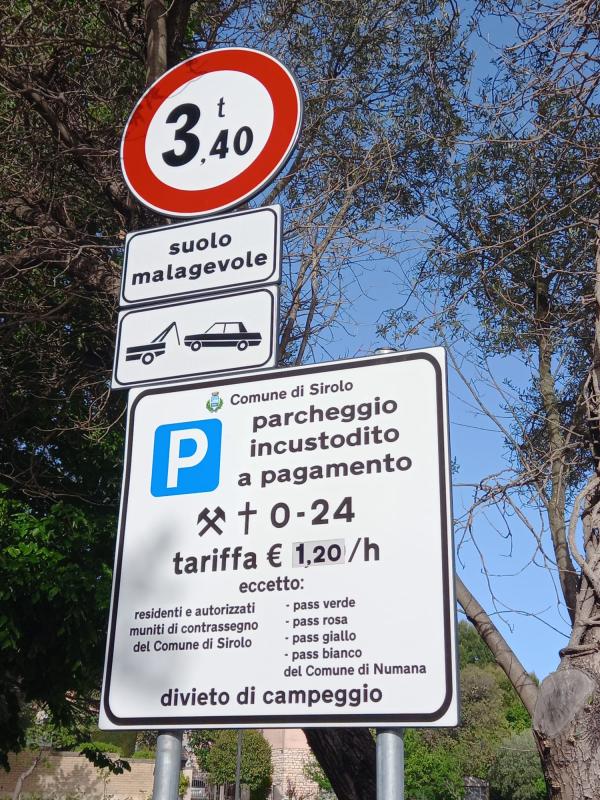 3,40 t
suolo
malagevole
Comune di Sirolo
P
parcheggio
incustodito
a pagamento
0-24
tariffa € 1,20/h
eccetto:
residenti e autorizzati
muniti di contrassegno
del Comune di Sirolo
- pass verde
- pass rosa
- pass giallo
- pass bianco
del Comune di Numana
divieto di campeggio